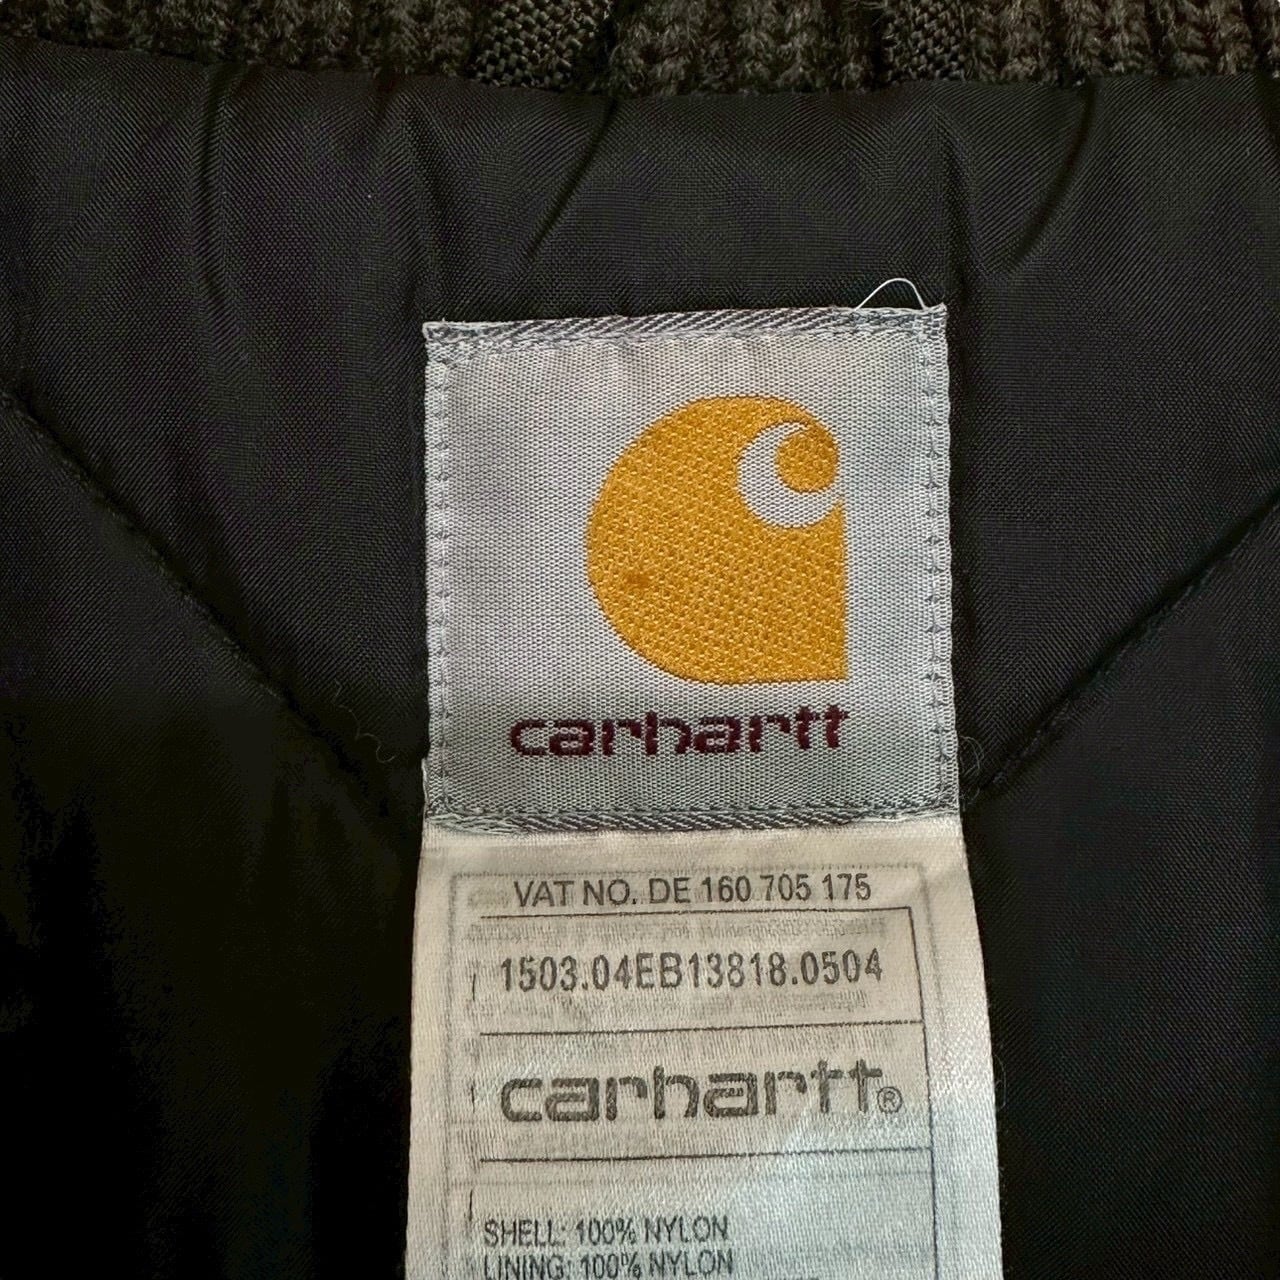 carhartt
VAT NO. DE 160 705 175
1503.04EB13818.0504
carhartt®
SHELL: 100% NYLON
LINING: 100% NYLON